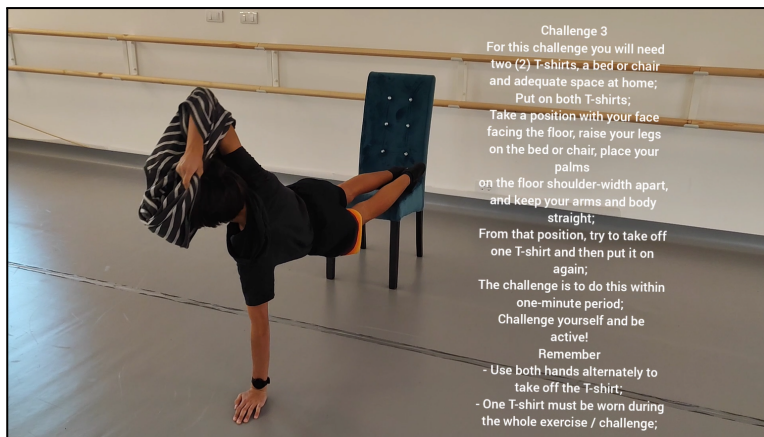 Challenge 3
For this challenge you will need
two (2) T-shirts, a bed or chair
and adequate space at home;
Put on both T-shirts;
Take a position with your face
facing the floor, raise your legs
on the bed or chair, place your
palms
on the floor shoulder-width apart,
and keep your arms and body
straight;
From that position, try to take off
one T-shirt and then put it on
again;
The challenge is to do this within
one-minute period;
Challenge yourself and be
active!
Remember
- Use both hands alternately to
take off the T-shirt;
- One T-shirt must be worn during
the whole exercise / challenge;